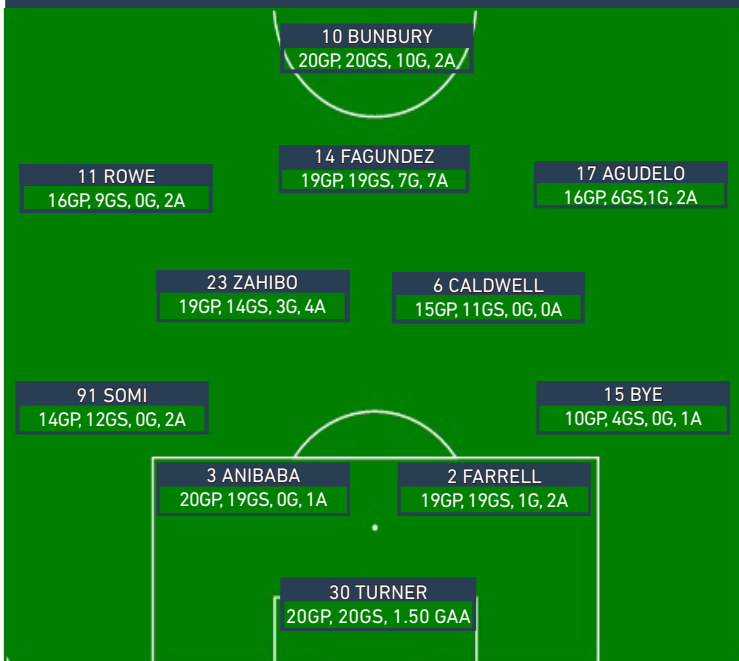 10 BUNBURY
20GP, 20GS, 10G, 2A
14 FAGUNDEZ
19GP, 19GS, 7G, 7A
11 ROWE
16GP, 9GS, 0G, 2A
17 AGUDELO
16GP, 6GS,1G, 2A
23 ZAHIBO
19GP, 14GS, 3G, 4A
6 CALDWELL
15GP, 11GS, 0G, 0A
91 SOMI
14GP, 12GS, 0G, 2A
15 BYE
10GP, 4GS, 0G, 1A
3 ANIBABA
20GP, 19GS, 0G, 1A
2 FARRELL
19GP, 19GS, 1G, 2A
30 TURNER
20GP, 20GS, 1.50 GAA